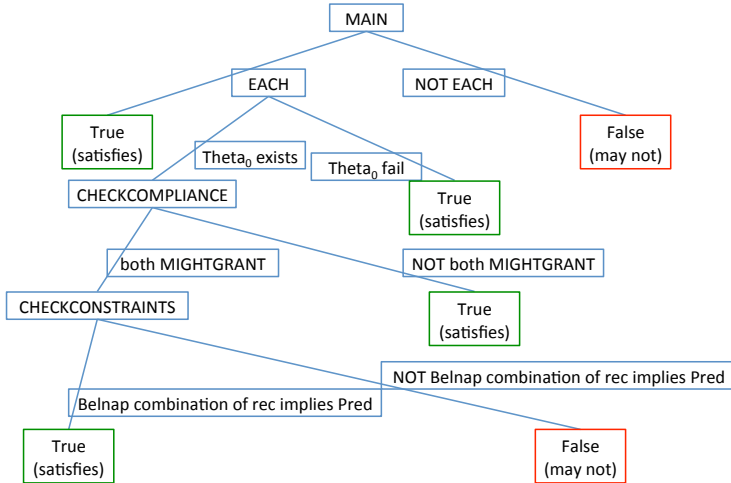 MAIN
EACH
NOT EACH
True
(satisfies)
False
(may not)
Theta₀ exists
Theta₀ fail
CHECKCOMPLIANCE
True
(satisfies)
both MIGHTGRANT
NOT both MIGHTGRANT
CHECKCONSTRAINTS
True
(satisfies)
NOT Belnap combination of rec implies Pred
Belnap combination of rec implies Pred
True
(satisfies)
False
(may not)